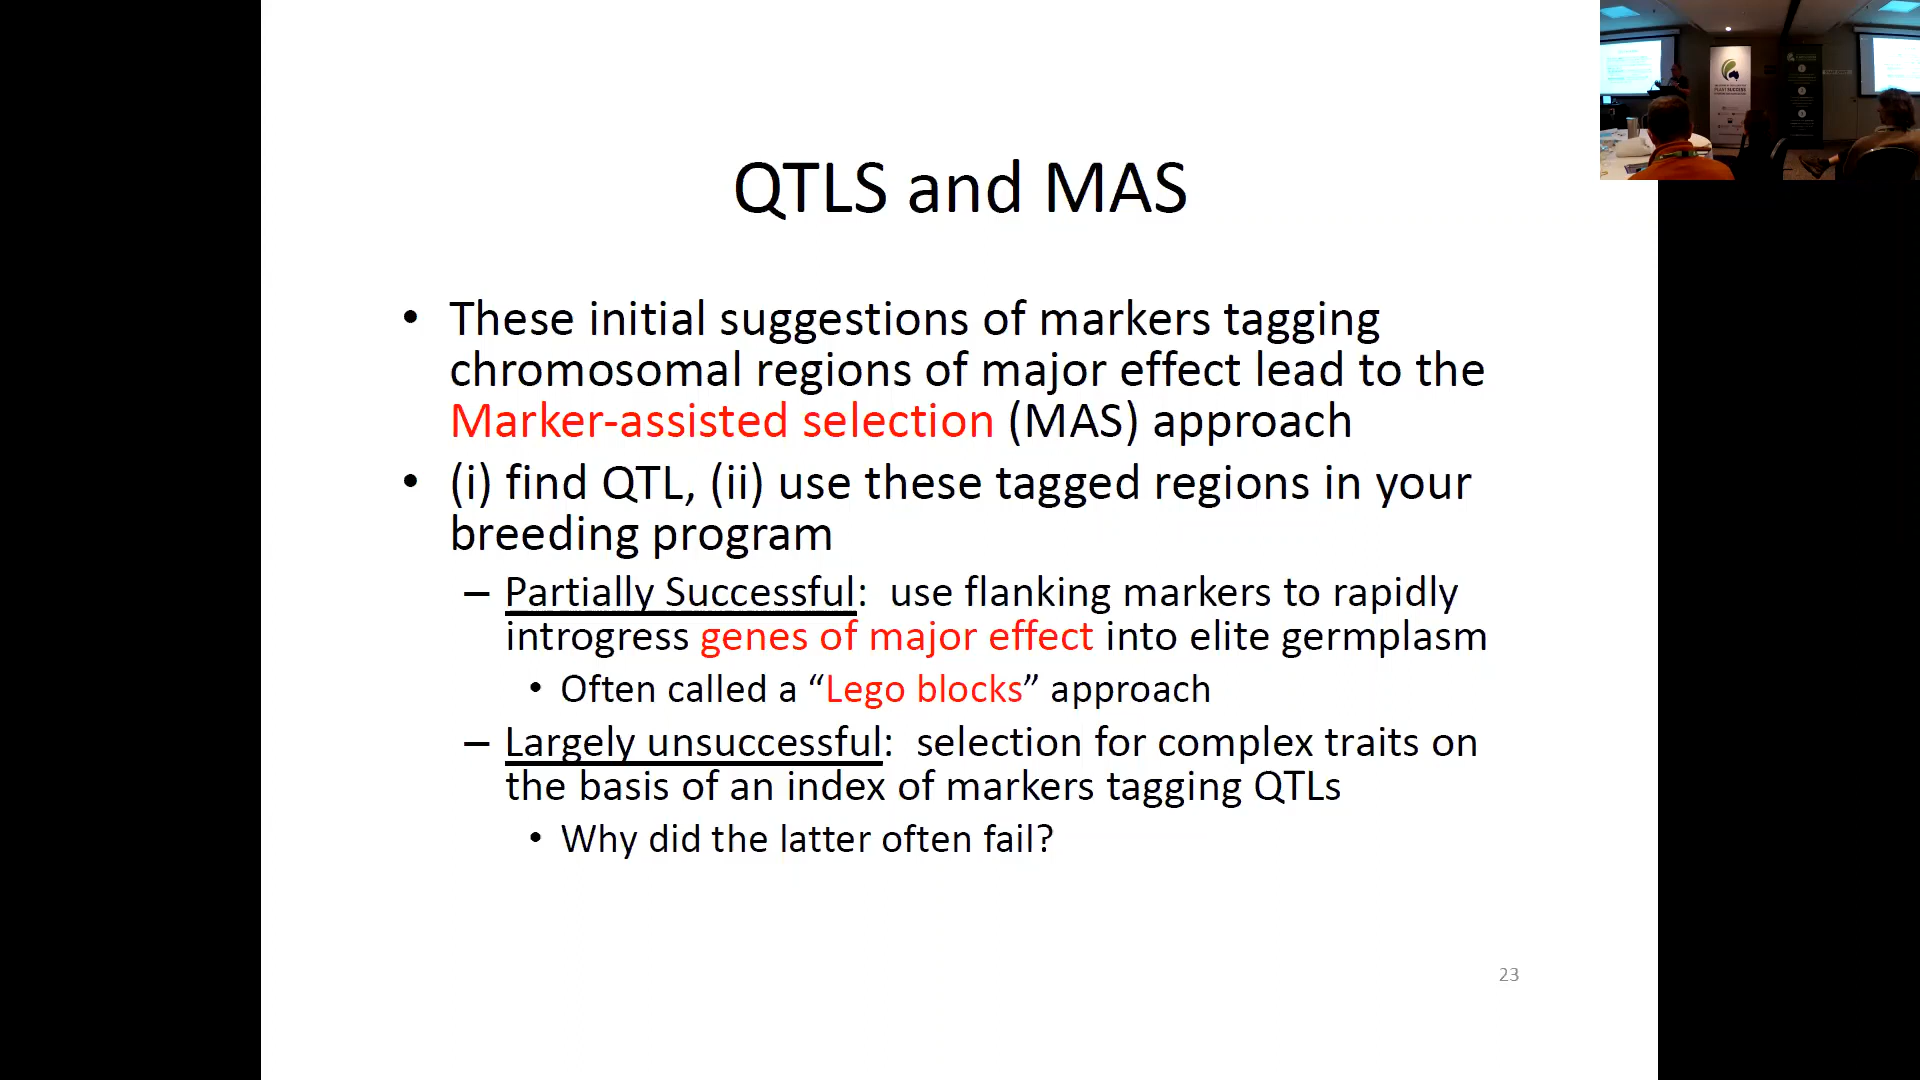 QTLS and MAS
• These initial suggestions of markers tagging
chromosomal regions of major effect lead to the
Marker-assisted selection (MAS) approach
• (i) find QTL, (ii) use these tagged regions in your
breeding program
– Partially Successful: use flanking markers to rapidly
introgress genes of major effect into elite germplasm
• Often called a “Lego blocks” approach
– Largely unsuccessful: selection for complex traits on
the basis of an index of markers tagging QTLs
• Why did the latter often fail?
23
PLANT SUCCESS